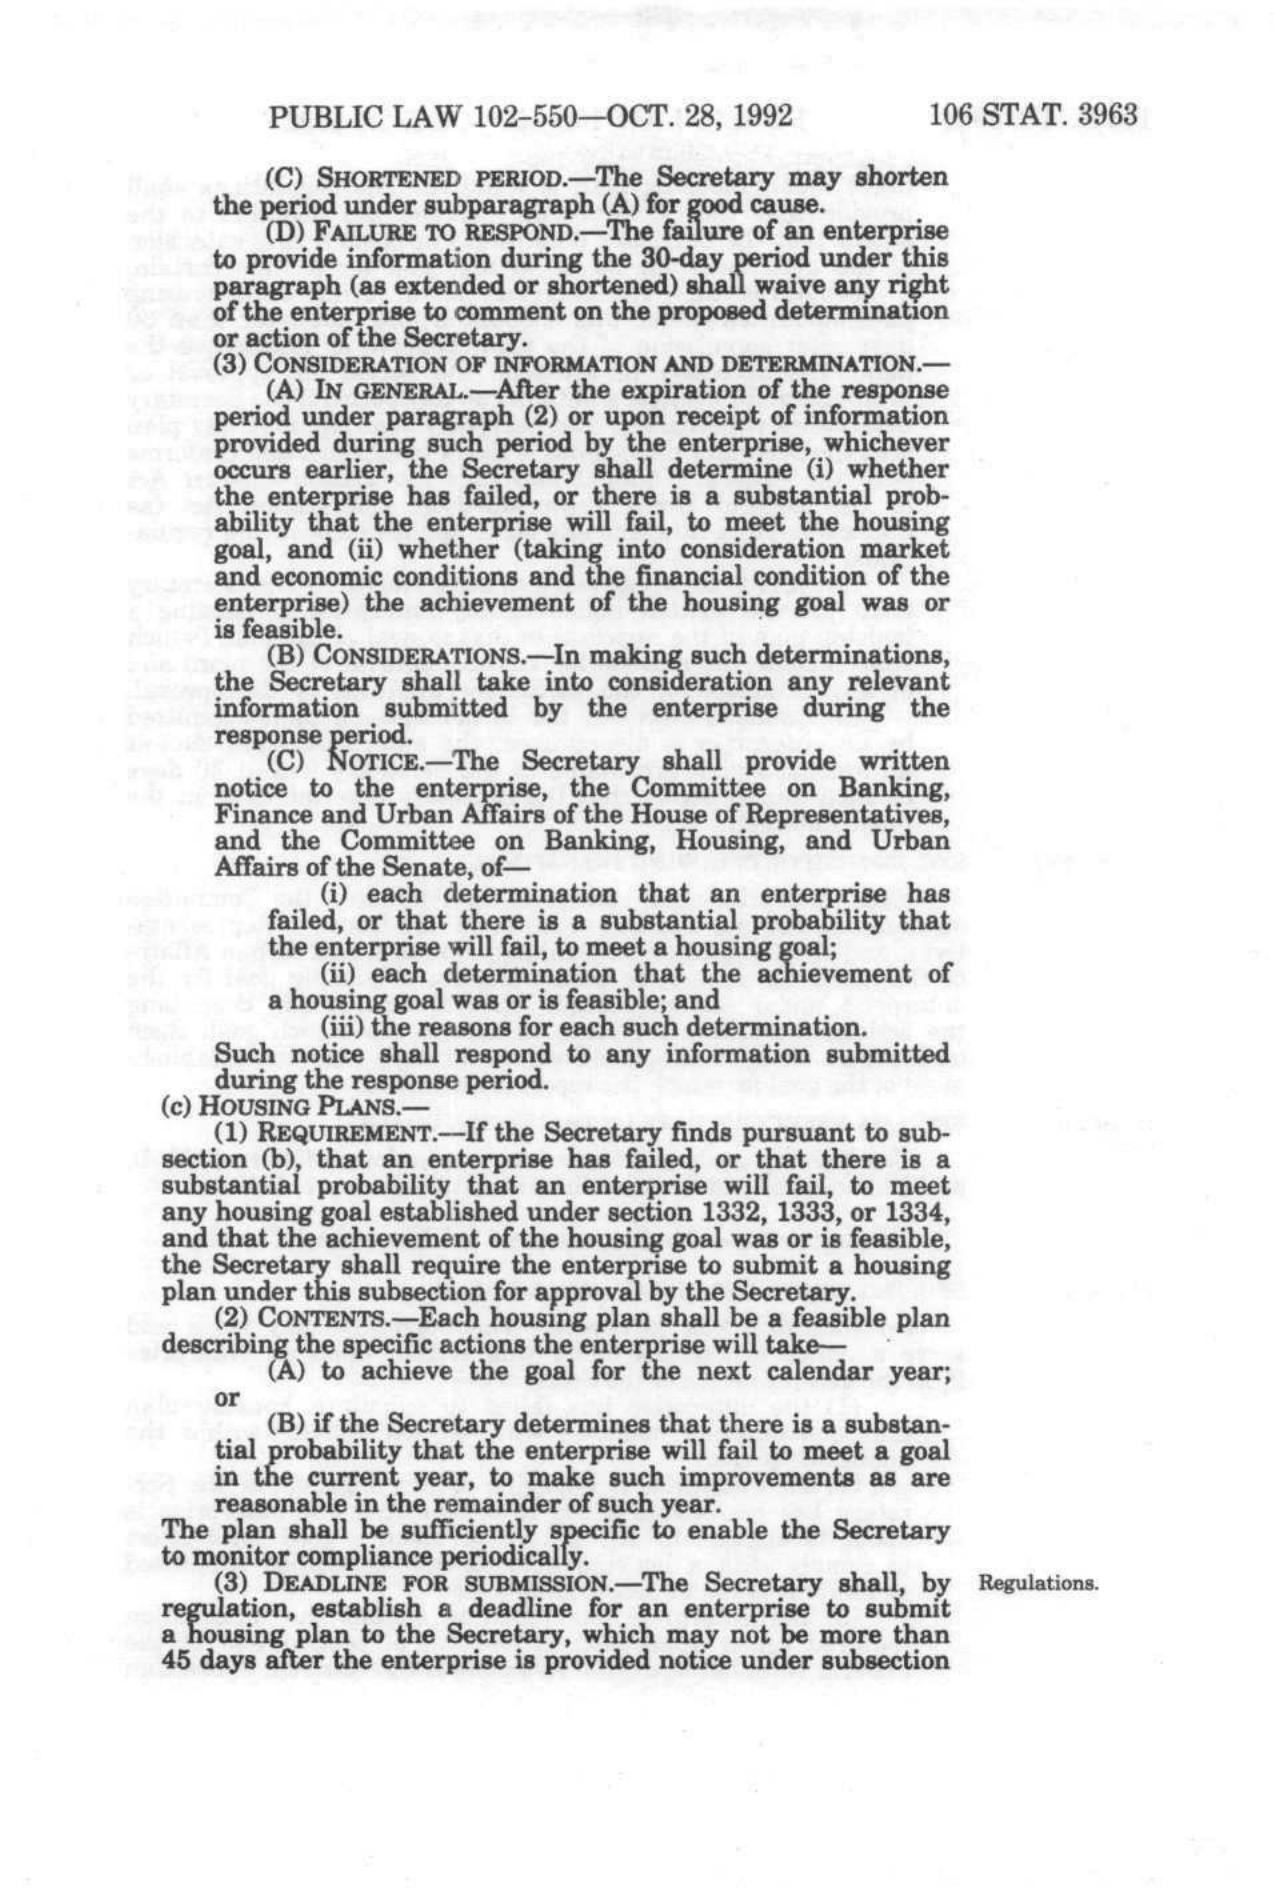 PUBLIC LAW 102–550—OCT. 28, 1992 106 STAT. 3963
(C) SHORTENED PERIOD.—The Secretary may shorten
the period under subparagraph (A) for good cause.
(D) FAILURE TO RESPOND.—The failure of an enterprise
to provide information during the 30-day period under this
paragraph (as extended or shortened) shall waive any right
of the enterprise to comment on the proposed determination
or action of the Secretary.
(3) CONSIDERATION OF INFORMATION AND DETERMINATION.—
(A) IN GENERAL.—After the expiration of the response
period under paragraph (2) or upon receipt of information
provided during such period by the enterprise, whichever
occurs earlier, the Secretary shall determine (i) whether
the enterprise has failed, or there is a substantial prob-
ability that the enterprise will fail, to meet the housing
goal, and (ii) whether (taking into consideration market
and economic conditions and the financial condition of the
enterprise) the achievement of the housing goal was or
is feasible.
(B) CONSIDERATIONS.—In making such determinations,
the Secretary shall take into consideration any relevant
information submitted by the enterprise during the
response period.
(C) NOTICE.—The Secretary shall provide written
notice to the enterprise, the Committee on Banking,
Finance and Urban Affairs of the House of Representatives,
and the Committee on Banking, Housing, and Urban
Affairs of the Senate, of—
(i) each determination that an enterprise has
failed, or that there is a substantial probability that
the enterprise will fail, to meet a housing goal;
(ii) each determination that the achievement of
a housing goal was or is feasible; and
(iii) the reasons for each such determination.
Such notice shall respond to any information submitted
during the response period.
(c) HOUSING PLANS.—
(1) REQUIREMENT.—If the Secretary finds pursuant to sub-
section (b), that an enterprise has failed, or that there is a
substantial probability that an enterprise will fail, to meet
any housing goal established under section 1332, 1333, or 1334,
and that the achievement of the housing goal was or is feasible,
the Secretary shall require the enterprise to submit a housing
plan under this subsection for approval by the Secretary.
(2) CONTENTS.—Each housing plan shall be a feasible plan
describing the specific actions the enterprise will take—
(A) to achieve the goal for the next calendar year;
or
(B) if the Secretary determines that there is a substan-
tial probability that the enterprise will fail to meet a goal
in the current year, to make such improvements as are
reasonable in the remainder of such year.
The plan shall be sufficiently specific to enable the Secretary
to monitor compliance periodically.
(3) DEADLINE FOR SUBMISSION.—The Secretary shall, by Regulations.
regulation, establish a deadline for an enterprise to submit
a housing plan to the Secretary, which may not be more than
45 days after the enterprise is provided notice under subsection